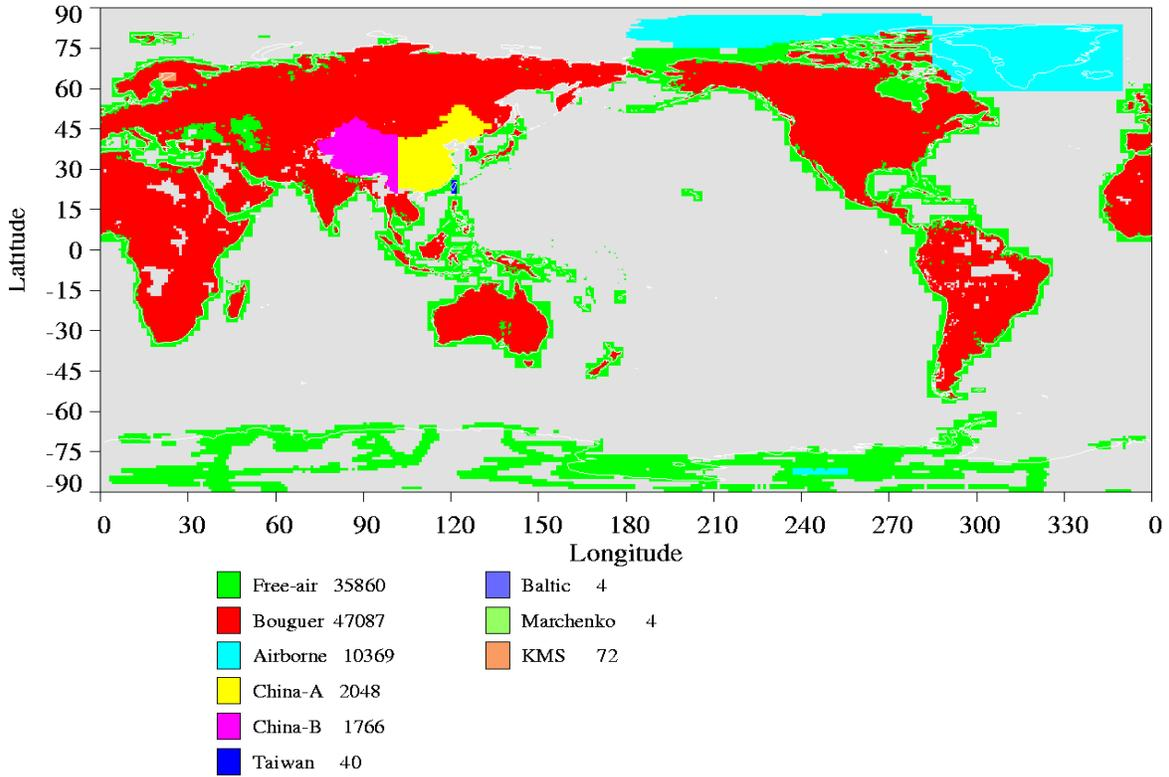 90
75
60
45
30
15
0
-15
-30
-45
-60
-75
-90
Latitude
0 30 60 90 120 150 180 210 240 270 300 330 0
Longitude
Free-air 35860
Bouguer 47087
Airborne 10369
China-A 2048
China-B 1766
Taiwan 40
Baltic 4
Marchenko 4
KMS 72